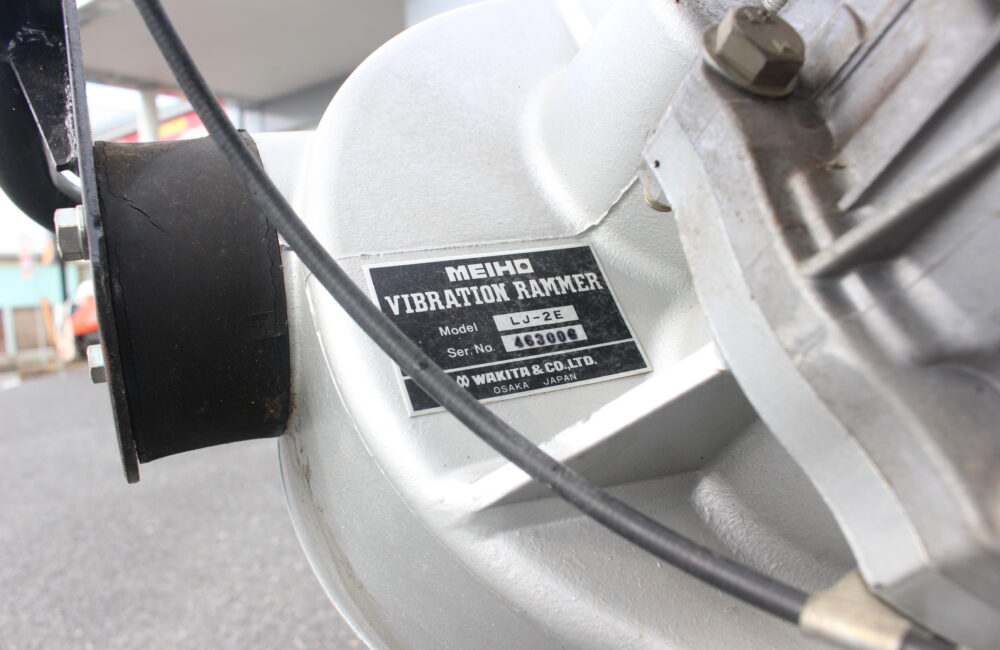 MEIHO
VIBRATION RAMMER
Model LJ-2E
Ser. No. 463006
WAKITA & CO., LTD.
OSAKA JAPAN